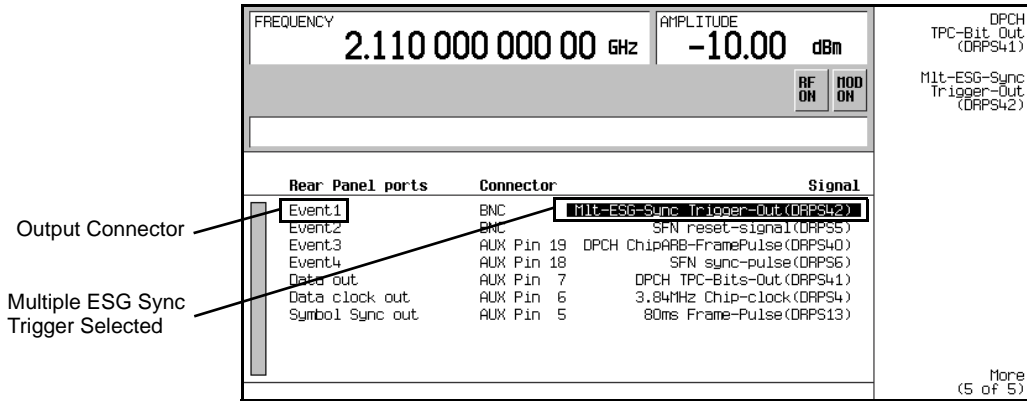 FREQUENCY
2.110 000 000 00 GHz
AMPLITUDE
-10.00 dBm
RF ON
MOD ON
DPCH
TPC-Bit Out
(DRPS41)
Mlt-ESG-Sync
Trigger-Out
(DRPS42)
Rear Panel ports Connector Signal
Event1 BNC Mlt-ESG-Sync Trigger-Out(DRPS42)
Event2 BNC SFN reset-signal(DRPS5)
Event3 AUX Pin 19 DPCH ChipARB-FramePulse(DRPS40)
Event4 AUX Pin 18 SFN sync-pulse(DRPS6)
Data out AUX Pin 7 DPCH TPC-Bits-Out(DRPS41)
Data clock out AUX Pin 6 3.84MHz Chip-clock(DRPS4)
Symbol Sync out AUX Pin 5 80ms Frame-Pulse(DRPS13)
Output Connector
Multiple ESG Sync
Trigger Selected
More
(5 of 5)